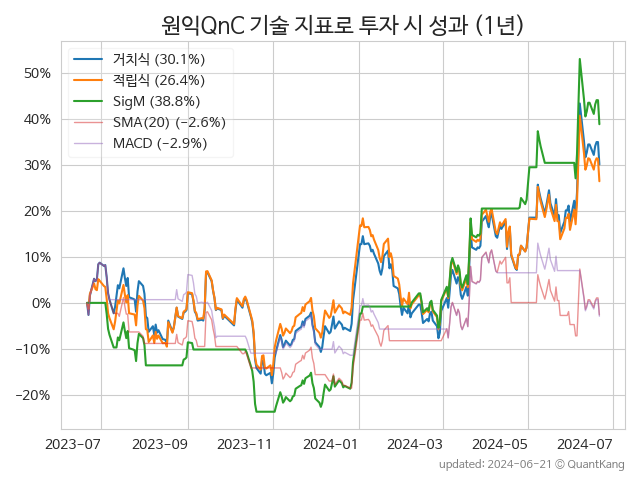 원익QnC 기술 지표로 투자 시 성과 (1년)
거치식 (30.1%)
적립식 (26.4%)
SigM (38.8%)
SMA(20) (−2.6%)
MACD (−2.9%)
50%
40%
30%
20%
10%
0%
−10%
−20%
2023-07 2023-09 2023-11 2024-01 2024-03 2024-05 2024-07
updated: 2024-06-21 ⓒ QuantKang